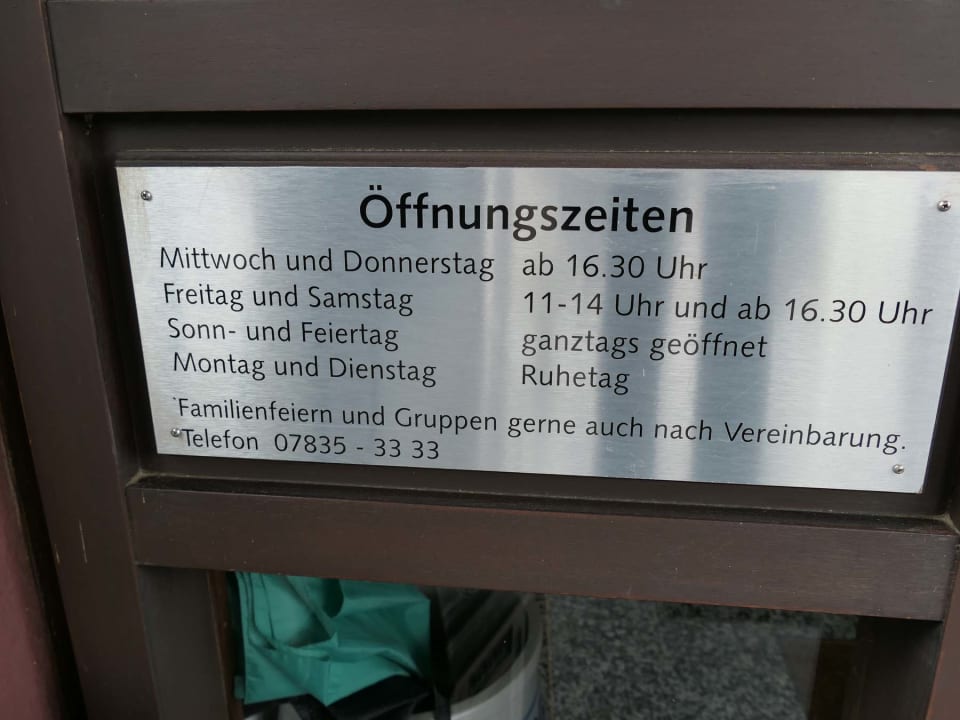 Öffnungszeiten
Mittwoch und Donnerstag ab 16.30 Uhr
Freitag und Samstag 11-14 Uhr und ab 16.30 Uhr
Sonn- und Feiertag ganztags geöffnet
Montag und Dienstag Ruhetag
Familienfeiern und Gruppen gerne auch nach Vereinbarung.
Telefon 07835 - 33 33